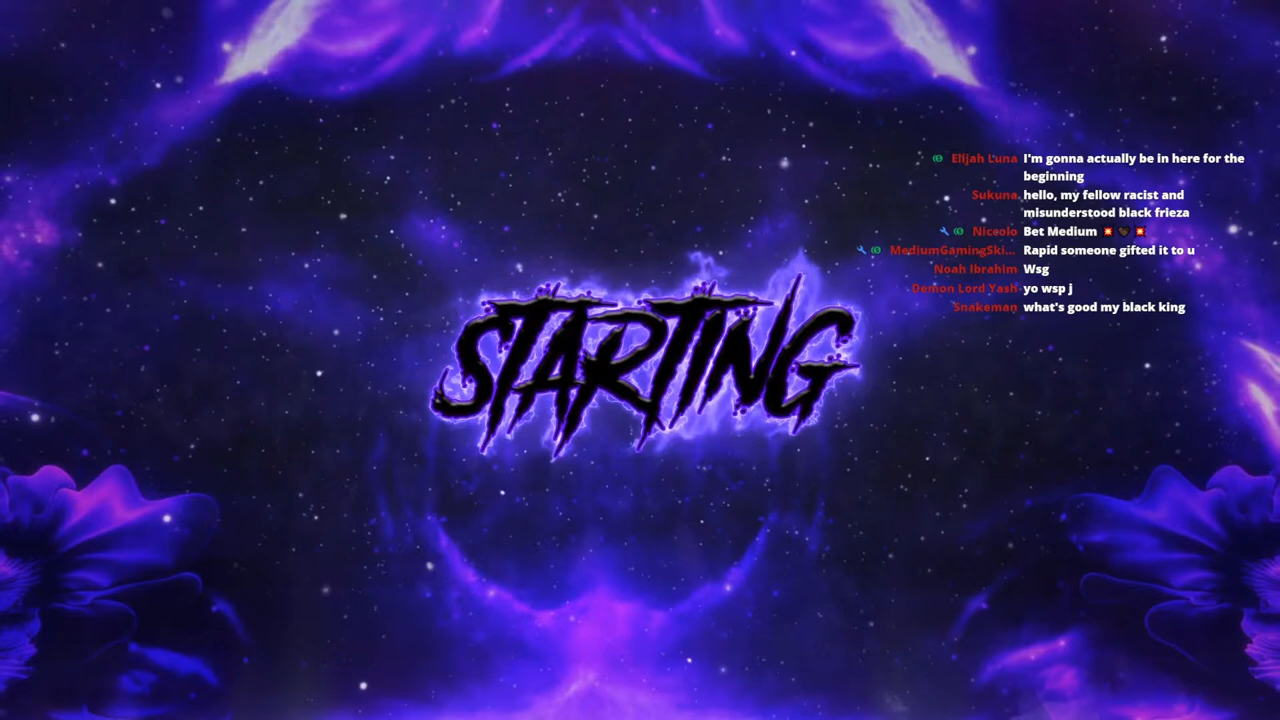 Elijah Luna I'm gonna actually be in here for the
beginning
Sukuna hello, my fellow racist and
misunderstood black frieza
Niccolo Bet Medium 💥🖤💥
MediumGamingSki... Rapid someone gifted it to u
Noah Ibrahim Wsg
Demon Lord Yash yo wsp j
Snakeman what's good my black king
STARTING